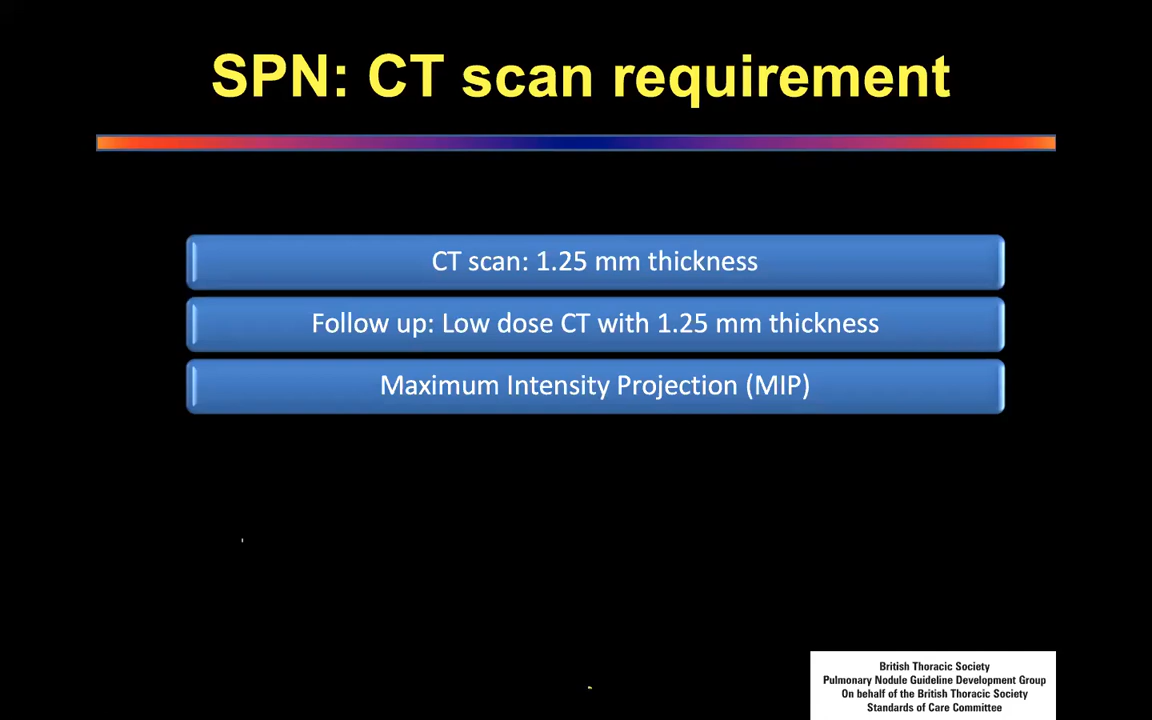 SPN: CT scan requirement
CT scan: 1.25 mm thickness
Follow up: Low dose CT with 1.25 mm thickness
Maximum Intensity Projection (MIP)
British Thoracic Society
Pulmonary Nodule Guideline Development Group
On behalf of the British Thoracic Society
Standards of Care Committee